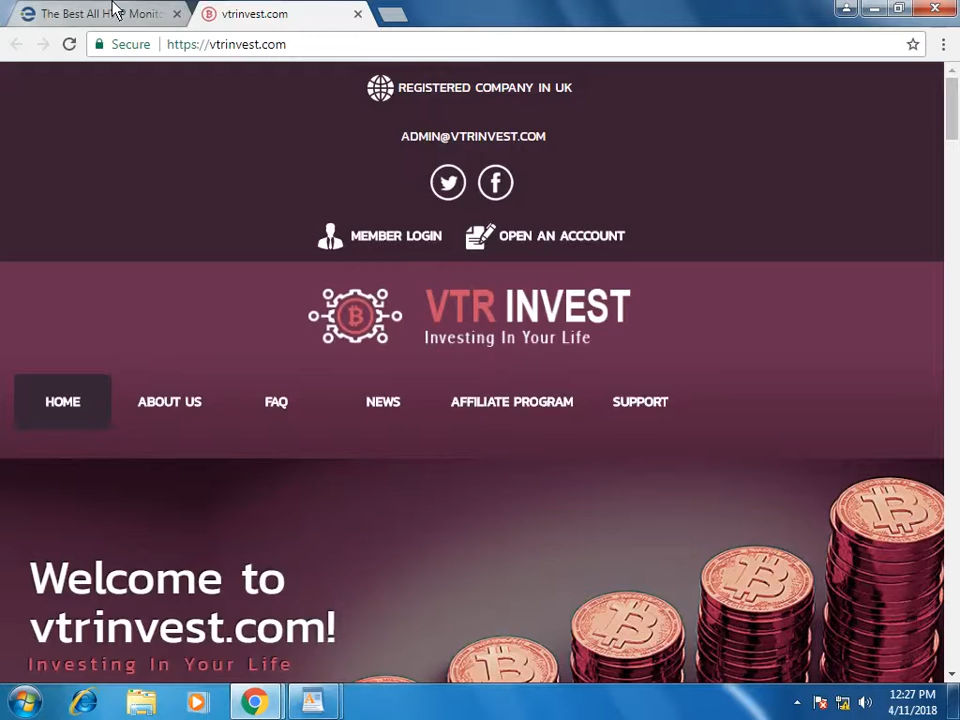 The Best All HYIP Monito
vtrinvest.com
Secure
https://vtrinvest.com
REGISTERED COMPANY IN UK
ADMIN@VTRINVEST.COM
MEMBER LOGIN OPEN AN ACCCOUNT
VTR INVEST
Investing In Your Life
HOME ABOUT US FAQ NEWS AFFILIATE PROGRAM SUPPORT
Welcome to
vtrinvest.com!
Investing In Your Life
12:27 PM
4/11/2018